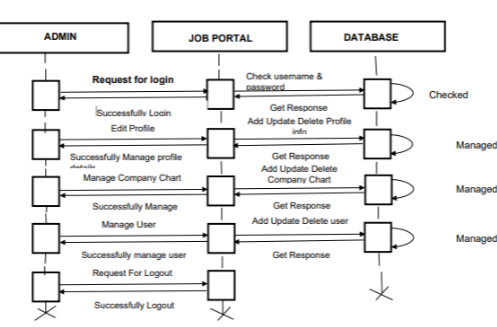 ADMIN
JOB PORTAL
DATABASE
Request for login
Check username &
password
Checked
Successfully Login
Get Response
Edit Profile
Add Update Delete Profile
info
Managed
Successfully Manage profile
details
Get Response
Manage Company Chart
Add Update Delete
Company Chart
Managed
Successfully Manage
Get Response
Manage User
Add Update Delete user
Managed
Successfully manage user
Get Response
Request For Logout
Successfully Logout